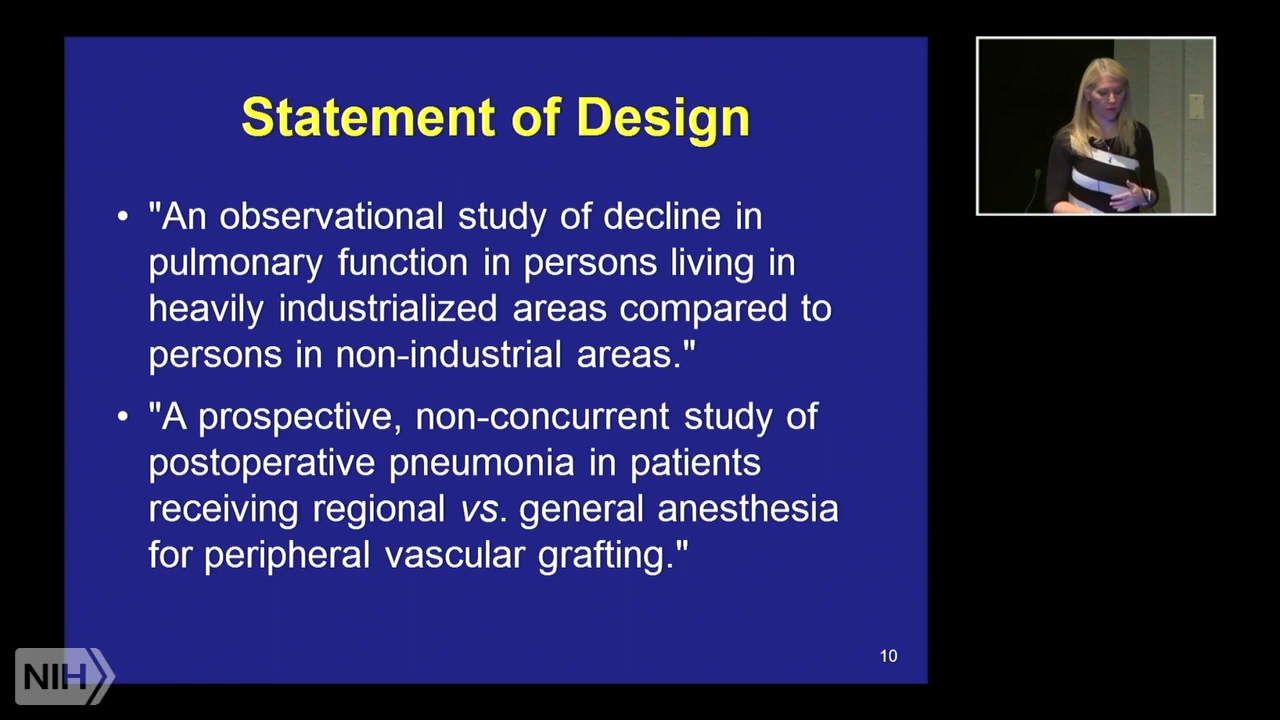 Statement of Design
• "An observational study of decline in
pulmonary function in persons living in
heavily industrialized areas compared to
persons in non-industrial areas."
• "A prospective, non-concurrent study of
postoperative pneumonia in patients
receiving regional vs. general anesthesia
for peripheral vascular grafting."
10
NIH